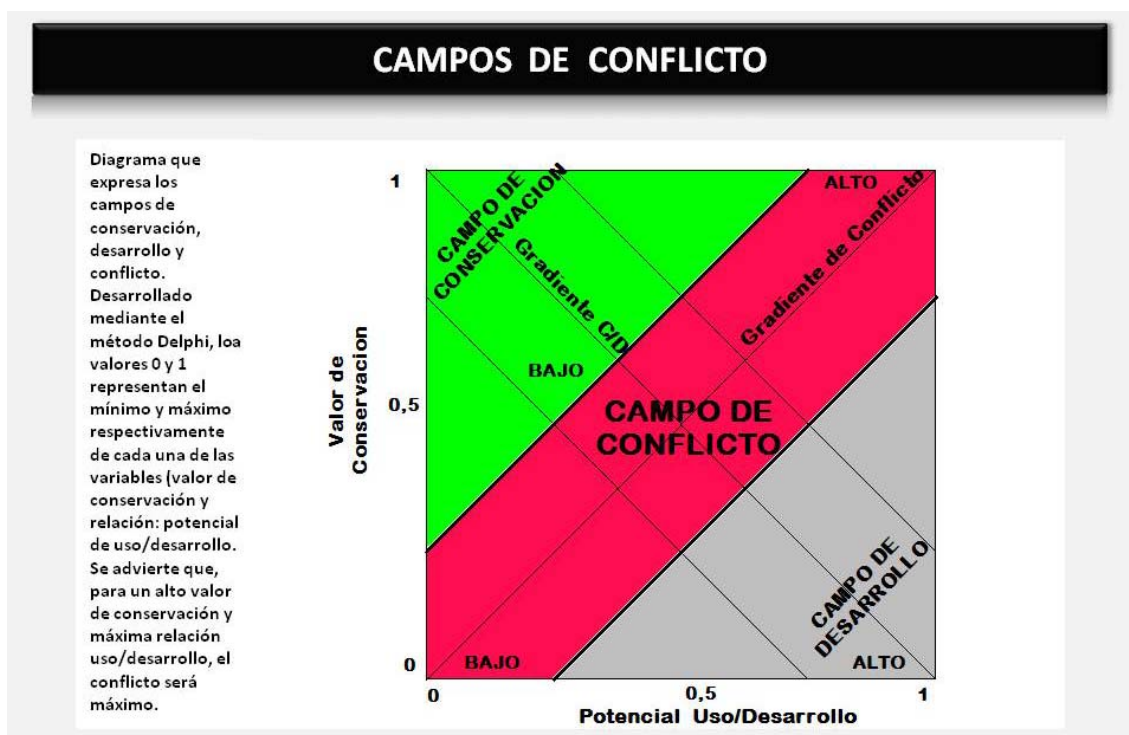 CAMPOS DE CONFLICTO
Diagrama que
expresa los
campos de
conservación,
desarrollo y
conflicto.
Desarrollado
mediante el
método Delphi, loa
valores 0 y 1
representan el
mínimo y máximo
respectivamente
de cada una de las
variables (valor de
conservación y
relación: potencial
de uso/desarrollo.
Se advierte que,
para un alto valor
de conservación y
máxima relación
uso/desarrollo, el
conflicto será
máximo.
Valor de
Conservacion
1
0,5
0
CAMPO DE
CONSERVACION
Gradiente C/D
BAJO
ALTO
Gradiente de Conflicto
CAMPO DE
CONFLICTO
CAMPO DE
DESARROLLO
BAJO
ALTO
0
0,5
1
Potencial Uso/Desarrollo